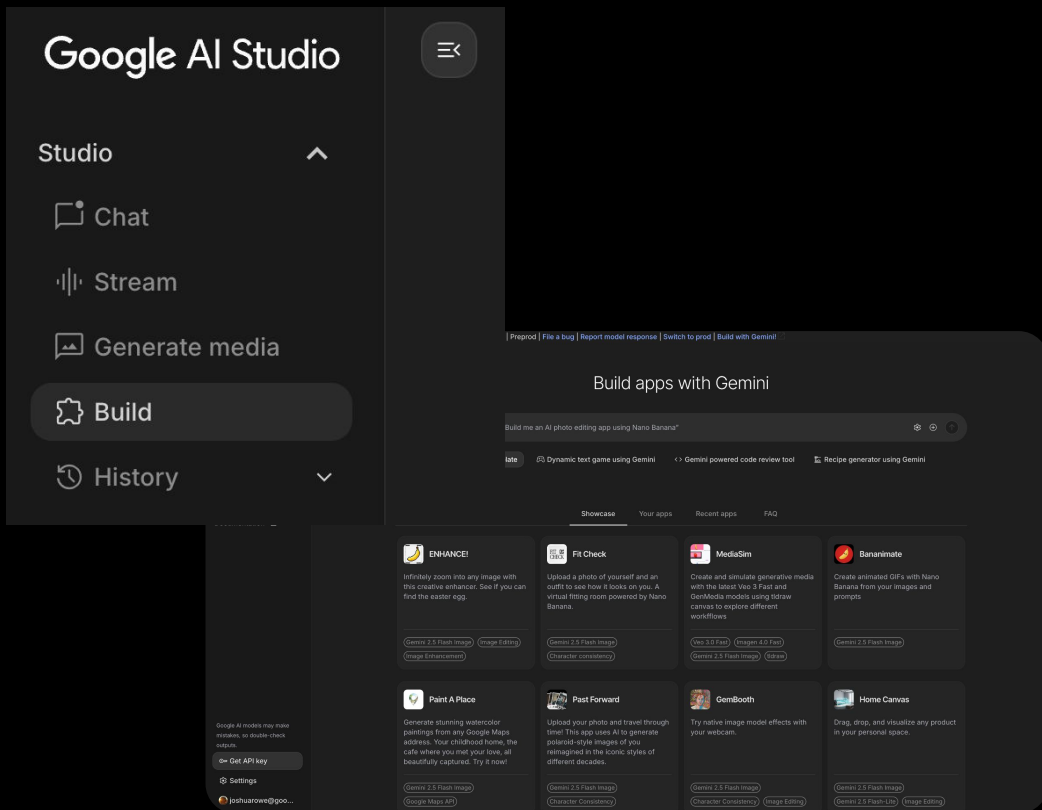 Google AI Studio
Studio
Chat
Stream
Generate media
Build
History
| Preprod | File a bug | Report model response | Switch to prod | Build with Gemini!
Build apps with Gemini
Build me an AI photo editing app using Nano Banana"
late
Dynamic text game using Gemini
Gemini powered code review tool
Recipe generator using Gemini
Showcase
Your apps
Recent apps
FAQ
ENHANCE!
Infinitely zoom into any image with
this creative enhancer. See if you can
find the easter egg.
Gemini 2.5 Flash Image
Image Editing
Image Enhancement
Fit Check
Upload a photo of yourself and an
outfit to see how it looks on you. A
virtual fitting room powered by Nano
Banana.
Gemini 2.5 Flash Image
Character consistency
MediaSim
Create and simulate generative media
with the latest Veo 3 Fast and
GenMedia models using tldraw
canvas to explore different
workfflows
Veo 3.0 Fast
Imagen 4.0 Fast
Gemini 2.5 Flash Image
tldraw
Bananimate
Create animated GIFs with Nano
Banana from your images and
prompts
Gemini 2.5 Flash Image
Paint A Place
Generate stunning watercolor
paintings from any Google Maps
address. Your childhood home, the
cafe where you met your love, all
beautifully captured. Try it now!
Gemini 2.5 Flash Image
Google Maps API
Past Forward
Upload your photo and travel through
time! This app uses AI to generate
polaroid-style images of you
reimagined in the iconic styles of
different decades.
Gemini 2.5 Flash Image
Character Consistency
GemBooth
Try native image model effects with
your webcam.
Gemini 2.5 Flash Image
Character Consistency
Image Editing
Home Canvas
Drag, drop, and visualize any product
in your personal space.
Gemini 2.5 Flash Image
Gemini 2.5 Flash-Lite
Image Editing
Google AI models may make
mistakes, so double-check
outputs.
Get API key
Settings
joshuarowe@goo...